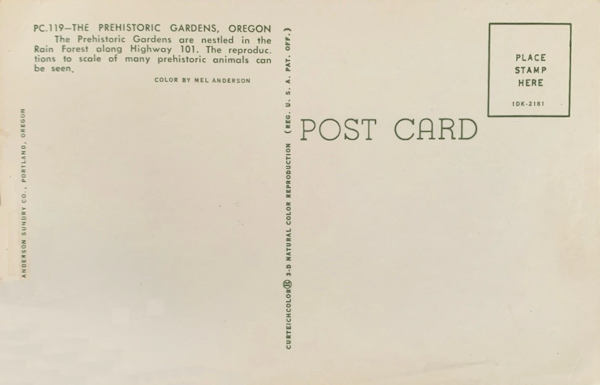 PC.119—THE PREHISTORIC GARDENS, OREGON
The Prehistoric Gardens are nestled in the
Rain Forest along Highway 101. The reproduc.
tions to scale of many prehistoric animals can
be seen.
COLOR BY MEL ANDERSON
ANDERSON SUNDRY CO., PORTLAND, OREGON
CURTEICHCOLOR® 3-D NATURAL COLOR REPRODUCTION (REG. U. S. A. PAT. OFF.)
POST CARD
PLACE
STAMP
HERE
1DK-2181